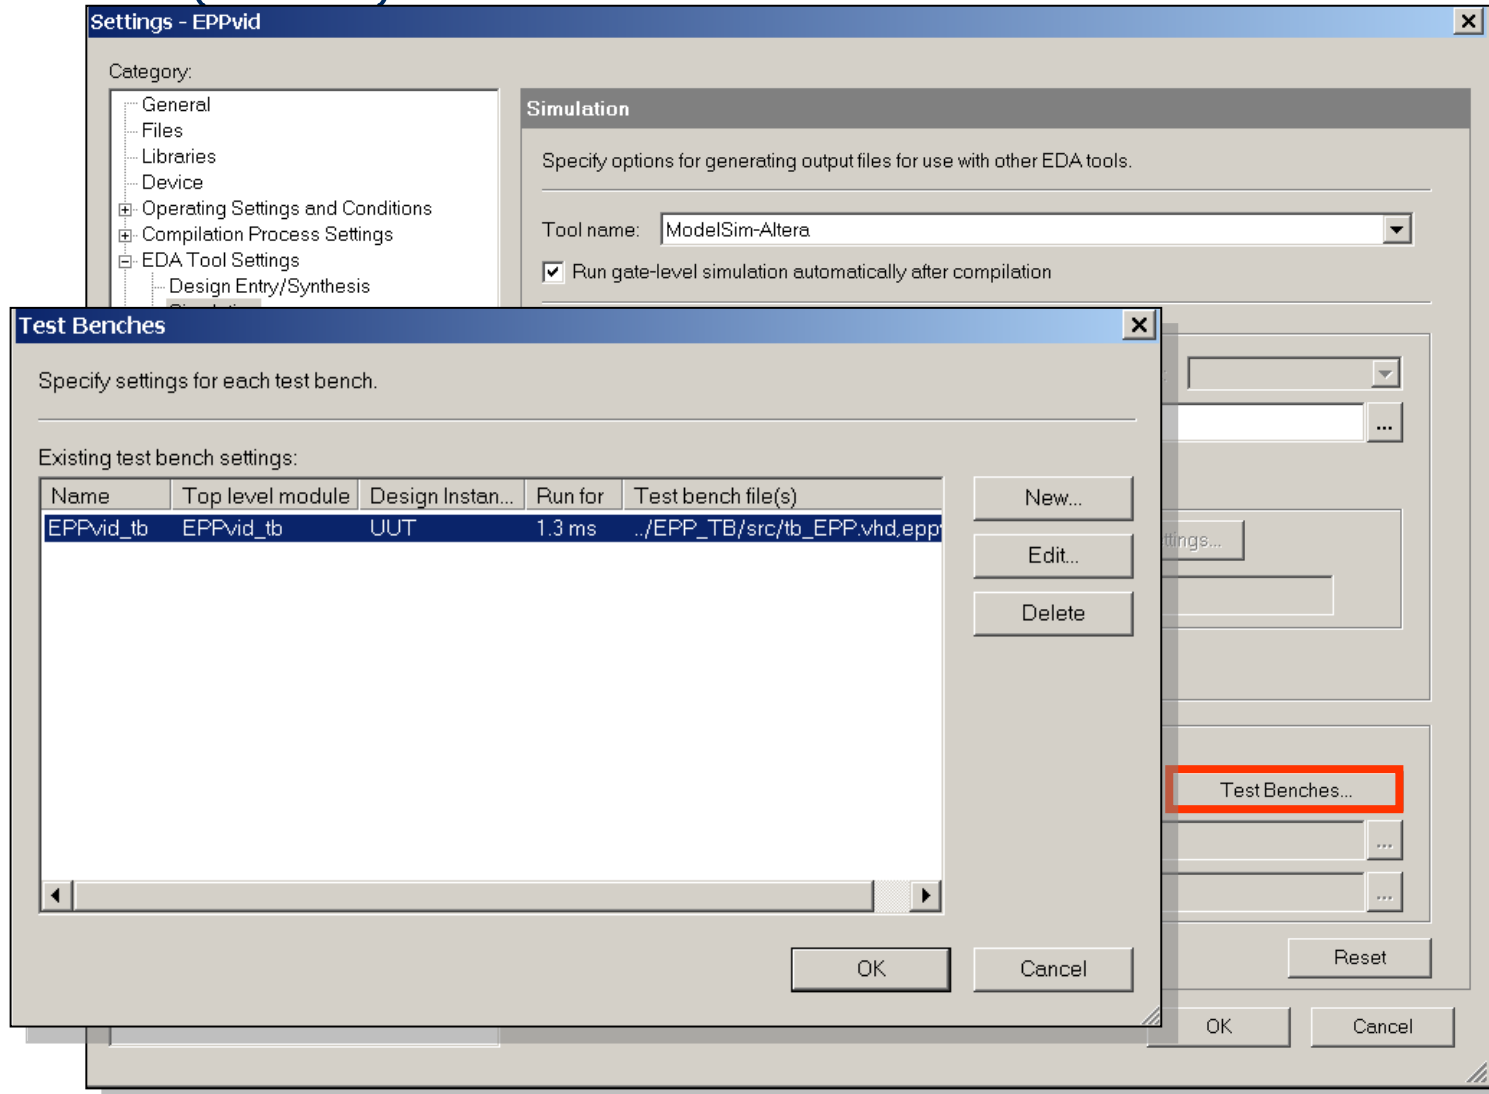 Settings - EPPvid
Category:
General
Files
Libraries
Device
Operating Settings and Conditions
Compilation Process Settings
EDA Tool Settings
Design Entry/Synthesis
Simulation
Specify options for generating output files for use with other EDA tools.
Tool name: ModelSim-Altera
Run gate-level simulation automatically after compilation
Test Benches
Specify settings for each test bench.
Existing test bench settings:
Name Top level module Design Instan... Run for Test bench file(s)
EPPvid_tb EPPvid_tb UUT 1.3 ms ../EPP_TB/src/tb_EPP.vhd,epp
New...
Edit...
Delete
OK Cancel
...
ttings...
Test Benches...
...
...
Reset
OK Cancel